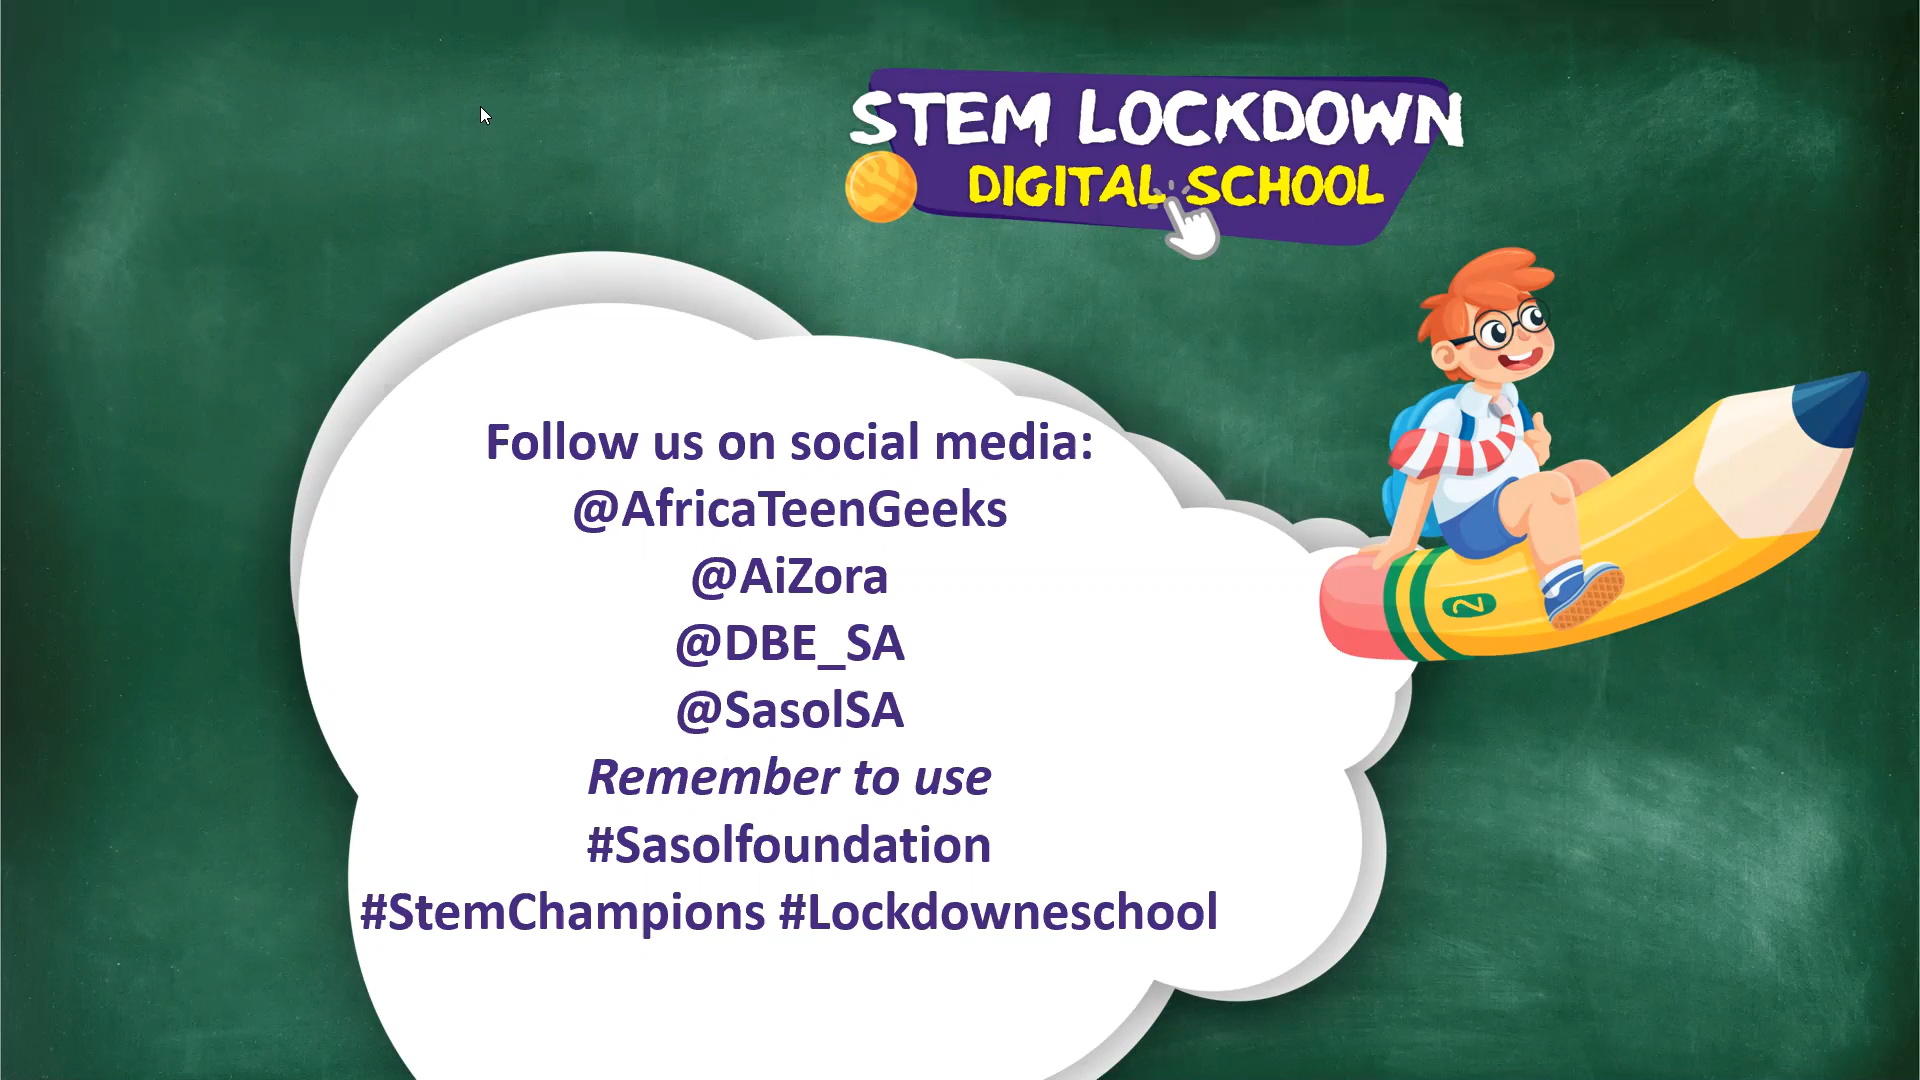 STEM LOCKDOWN
DIGITAL SCHOOL
Follow us on social media:
@AfricaTeenGeeks
@AiZora
@DBE_SA
@SasolSA
Remember to use
#Sasolfoundation
#StemChampions #Lockdowneschool
2